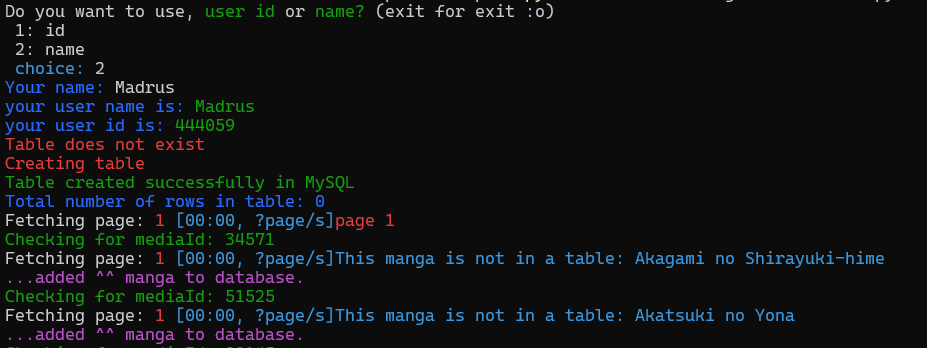 Do you want to use, user id or name? (exit for exit :o)
1: id
2: name
choice: 2
Your name: Madrus
your user name is: Madrus
your user id is: 444059
Table does not exist
Creating table
Table created successfully in MySQL
Total number of rows in table: 0
Fetching page: 1 [00:00, ?page/s]page 1
Checking for mediaId: 34571
Fetching page: 1 [00:00, ?page/s]This manga is not in a table: Akagami no Shirayuki-hime
...added ^^ manga to database.
Checking for mediaId: 51525
Fetching page: 1 [00:00, ?page/s]This manga is not in a table: Akatsuki no Yona
...added ^^ manga to database.